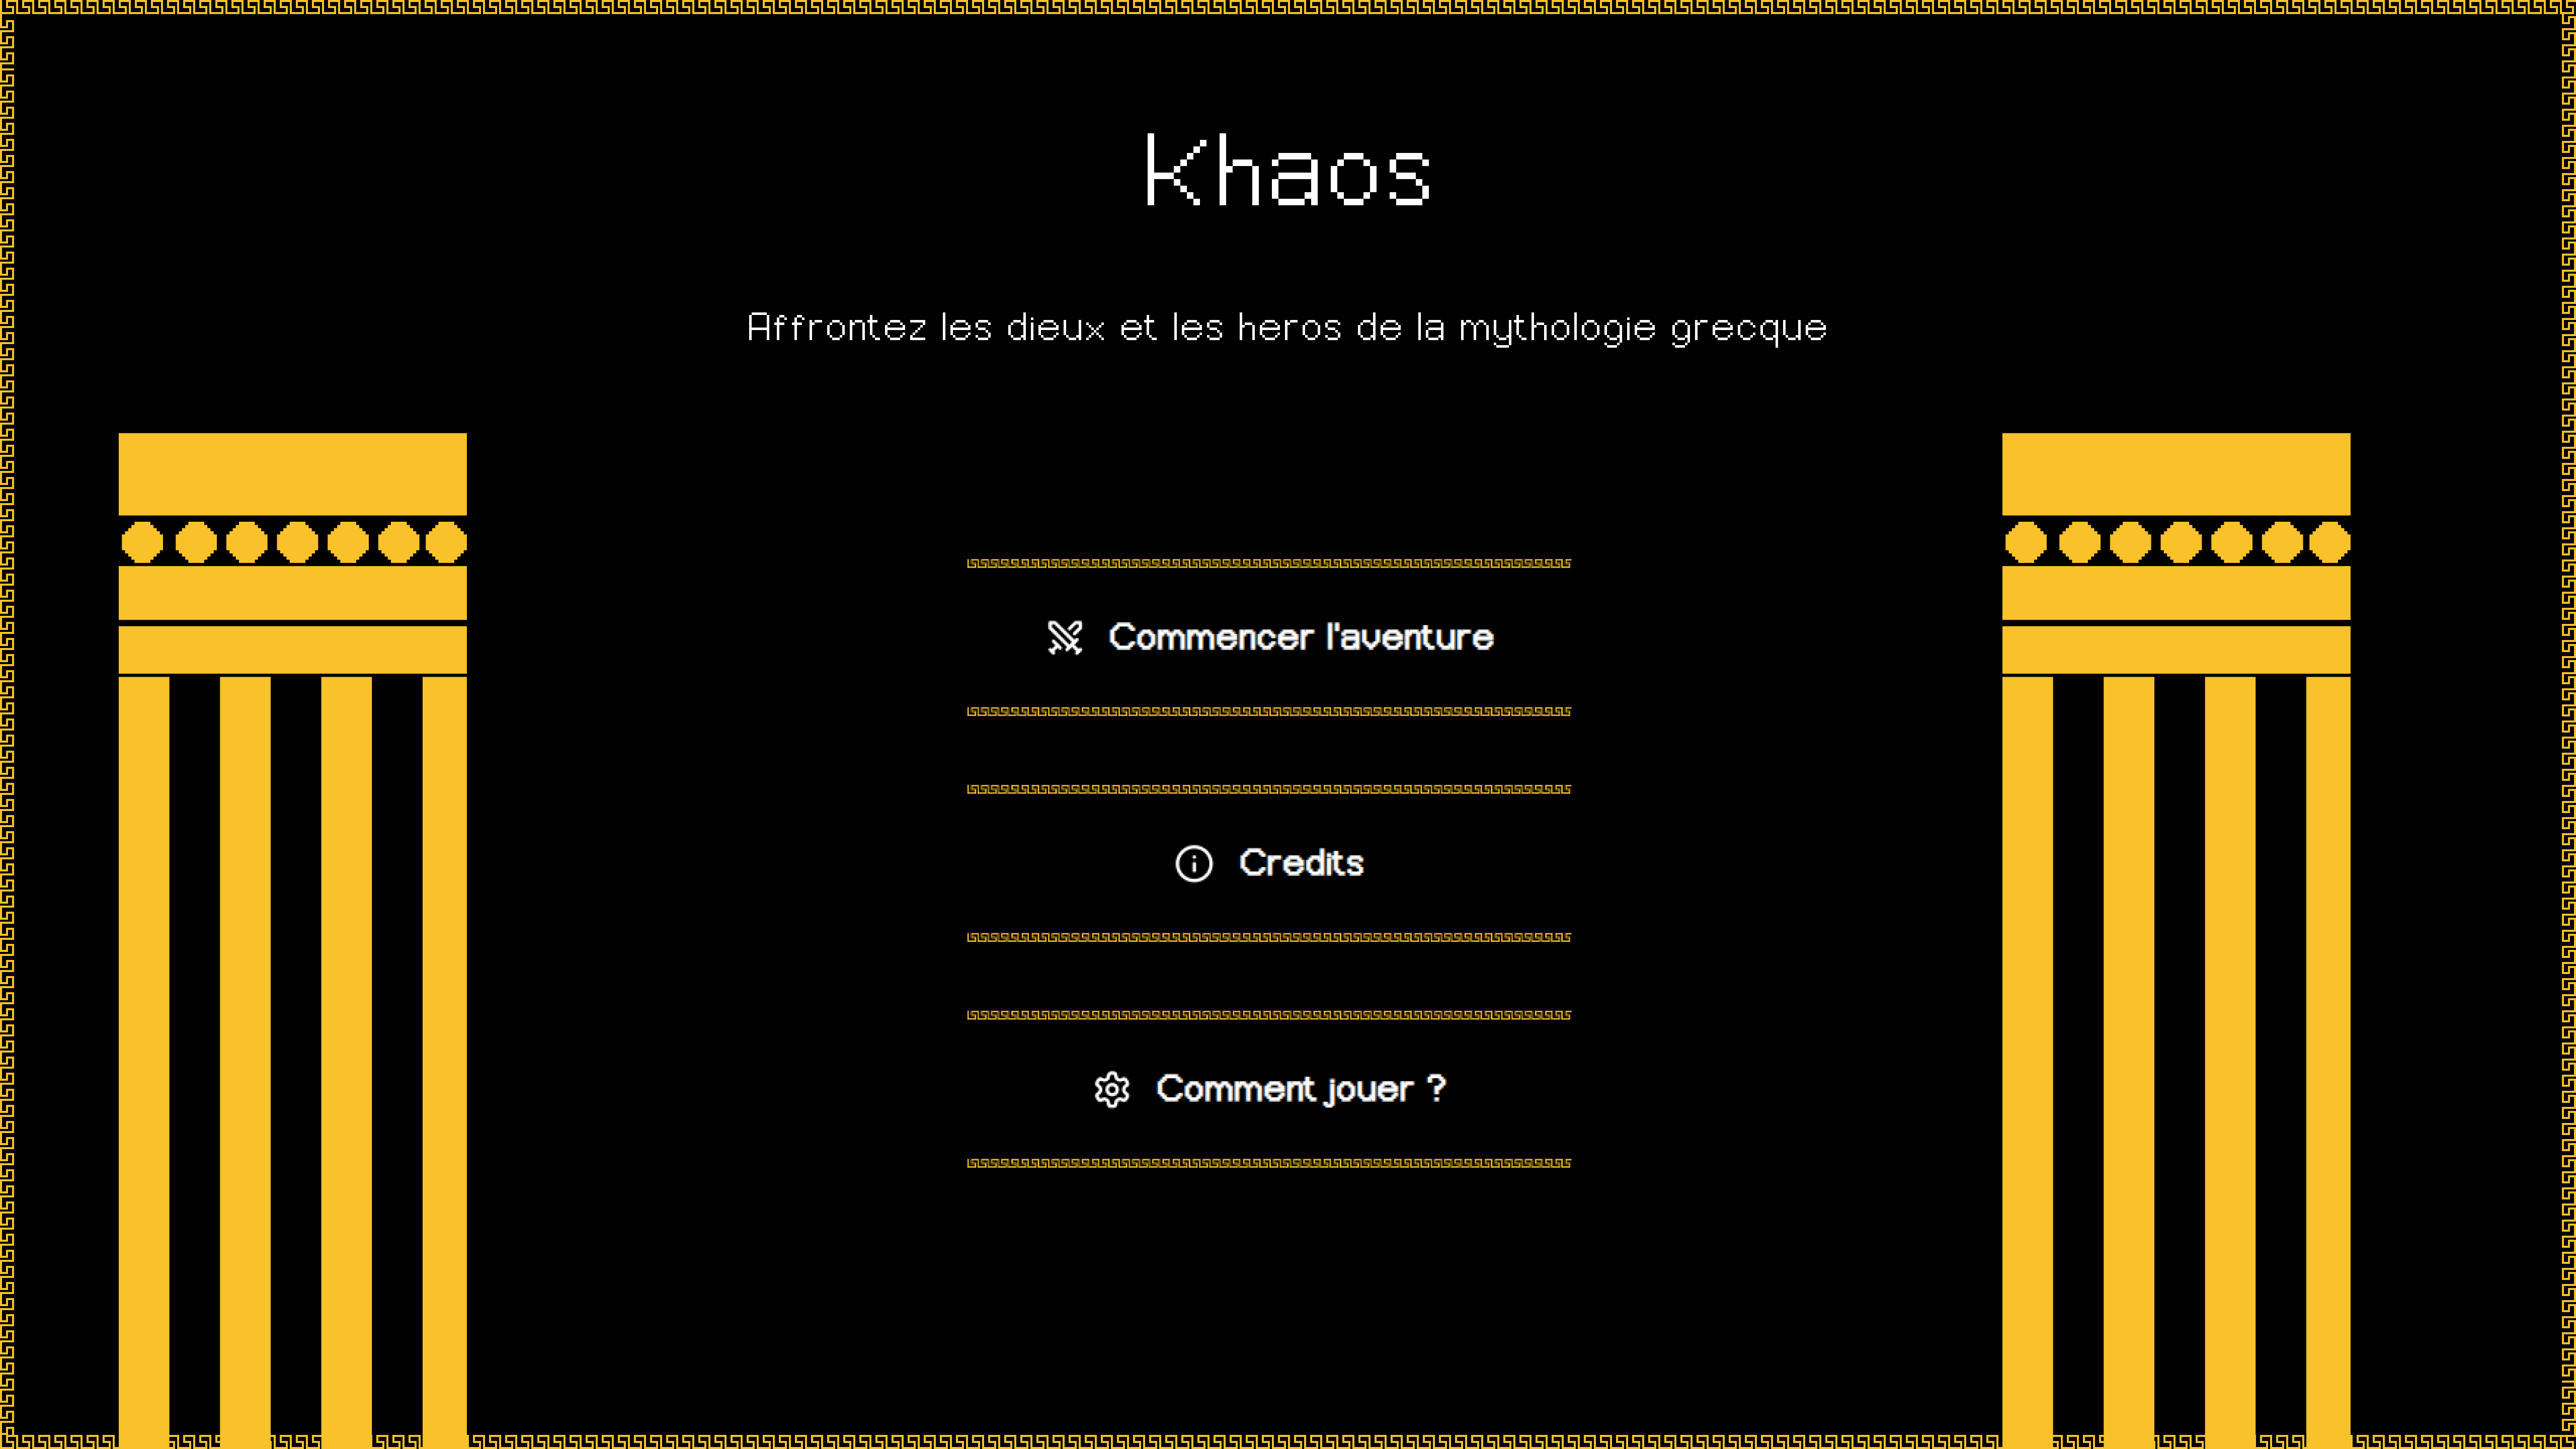 Khaos
Affrontez les dieux et les heros de la mythologie grecque
Commencer l'aventure
Credits
Comment jouer ?